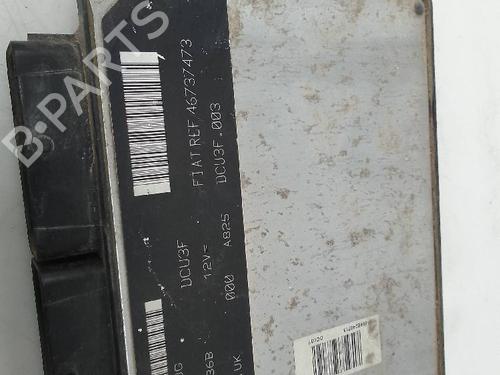 B-PARTS
FIAT REF 46737473
DCU3F DCU3F.003
36B 12V=
UK 000 A825